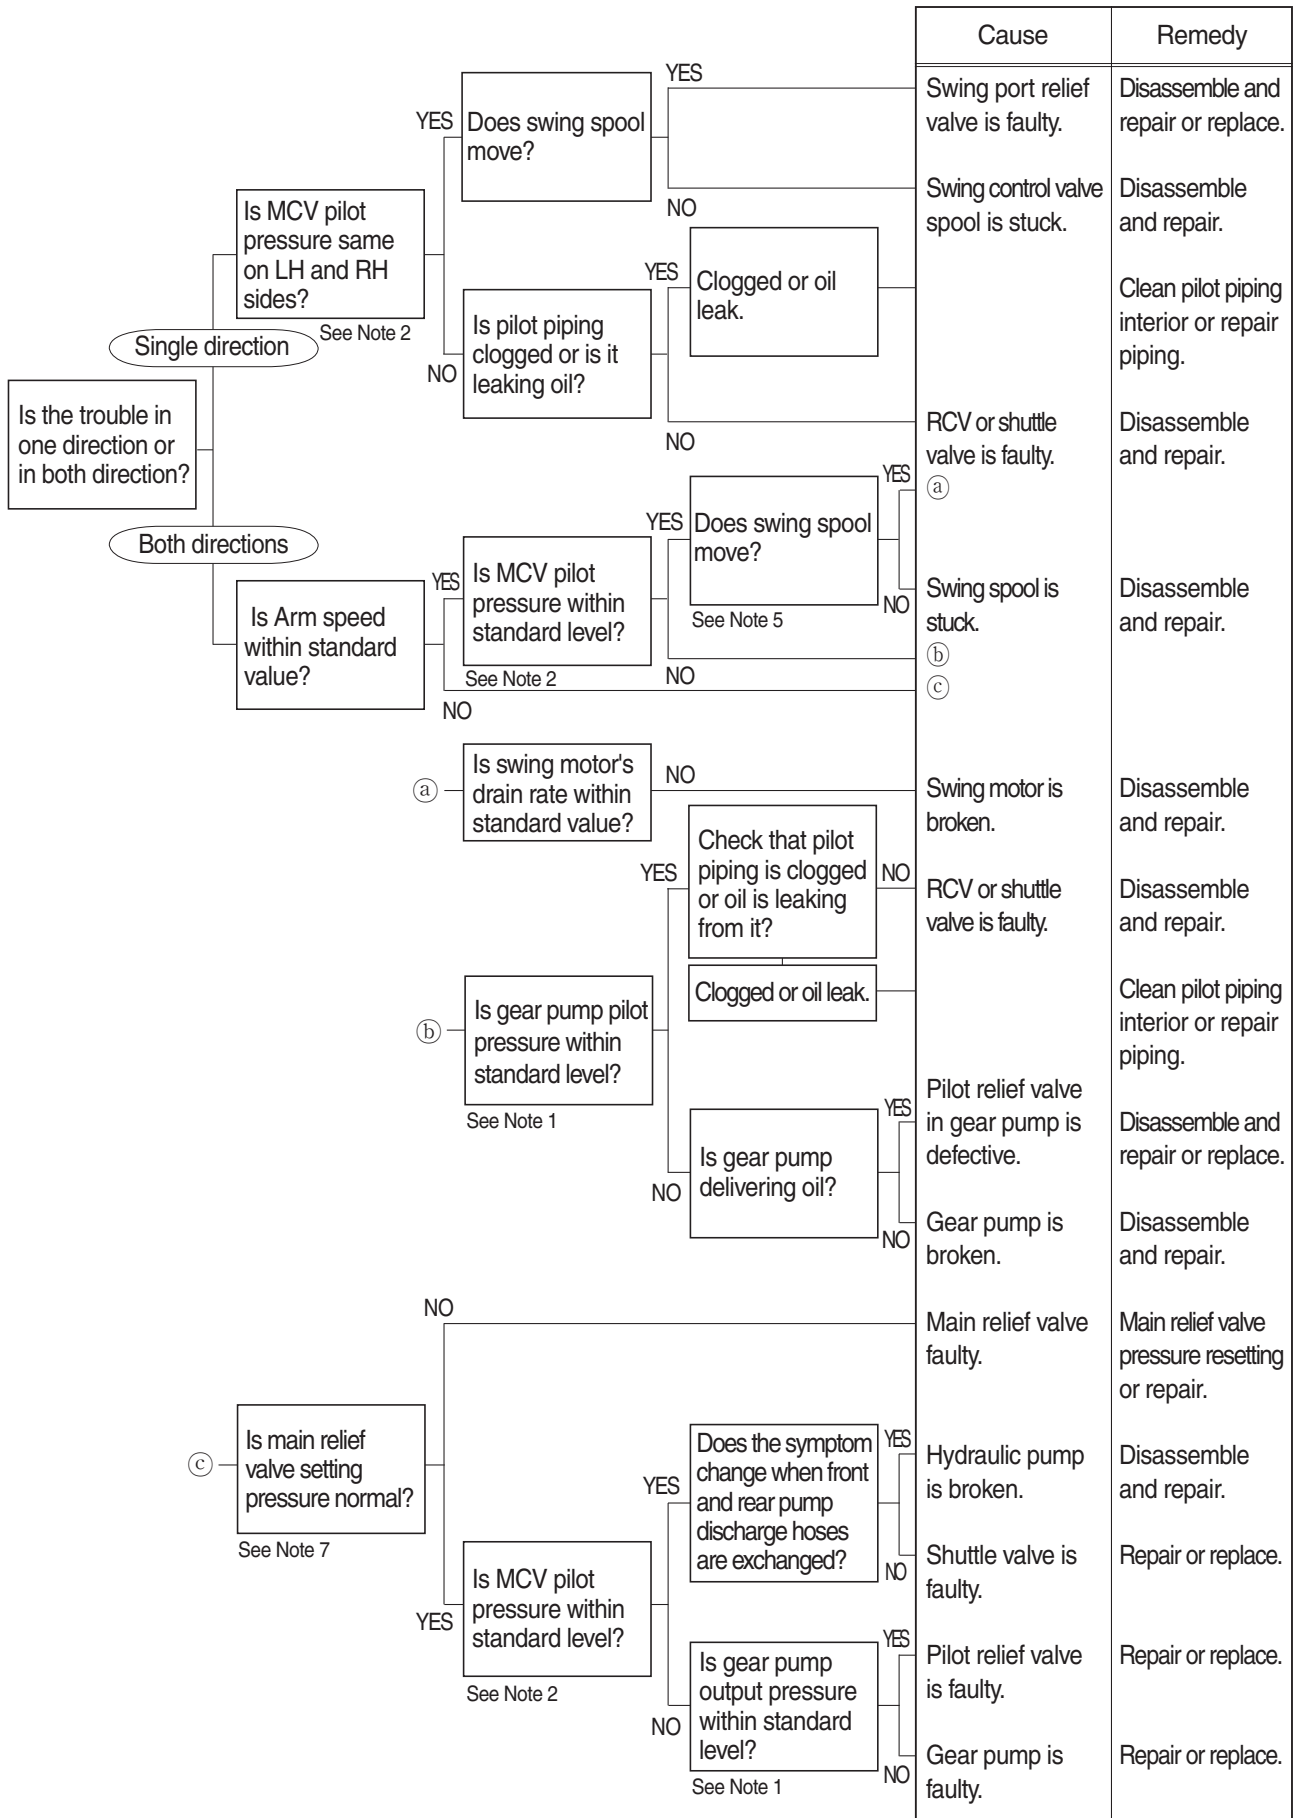 Cause
Remedy
YES
Swing port relief
valve is faulty.
Disassemble and
repair or replace.
YES
Does swing spool
move?
NO
Swing control valve
spool is stuck.
Disassemble
and repair.
Is MCV pilot
pressure same
on LH and RH
sides?
See Note 2
YES
Clogged or oil
leak.
Clean pilot piping
interior or repair
piping.
Single direction
NO
Is pilot piping
clogged or is it
leaking oil?
NO
RCV or shuttle
valve is faulty.
Disassemble
and repair.
Is the trouble in
one direction or
in both direction?
YES
ⓐ
Both directions
YES
Does swing spool
move?
See Note 5
NO
Swing spool is
stuck.
Disassemble
and repair.
YES
Is MCV pilot
pressure within
standard level?
See Note 2
NO
ⓑ
Is Arm speed
within standard
value?
NO
ⓒ
ⓐ
Is swing motor's
drain rate within
standard value?
NO
Swing motor is
broken.
Disassemble
and repair.
YES
Check that pilot
piping is clogged
or oil is leaking
from it?
NO
RCV or shuttle
valve is faulty.
Disassemble
and repair.
Clogged or oil leak.
Clean pilot piping
interior or repair
piping.
ⓑ
Is gear pump pilot
pressure within
standard level?
See Note 1
YES
Pilot relief valve
in gear pump is
defective.
Disassemble and
repair or replace.
NO
Is gear pump
delivering oil?
NO
Gear pump is
broken.
Disassemble
and repair.
NO
Main relief valve
faulty.
Main relief valve
pressure resetting
or repair.
ⓒ
Is main relief
valve setting
pressure normal?
See Note 7
YES
Does the symptom
change when front
and rear pump
discharge hoses
are exchanged?
YES
Hydraulic pump
is broken.
Disassemble
and repair.
NO
Shuttle valve is
faulty.
Repair or replace.
YES
Is MCV pilot
pressure within
standard level?
See Note 2
YES
Pilot relief valve
is faulty.
Repair or replace.
NO
Is gear pump
output pressure
within standard
level?
See Note 1
NO
Gear pump is
faulty.
Repair or replace.